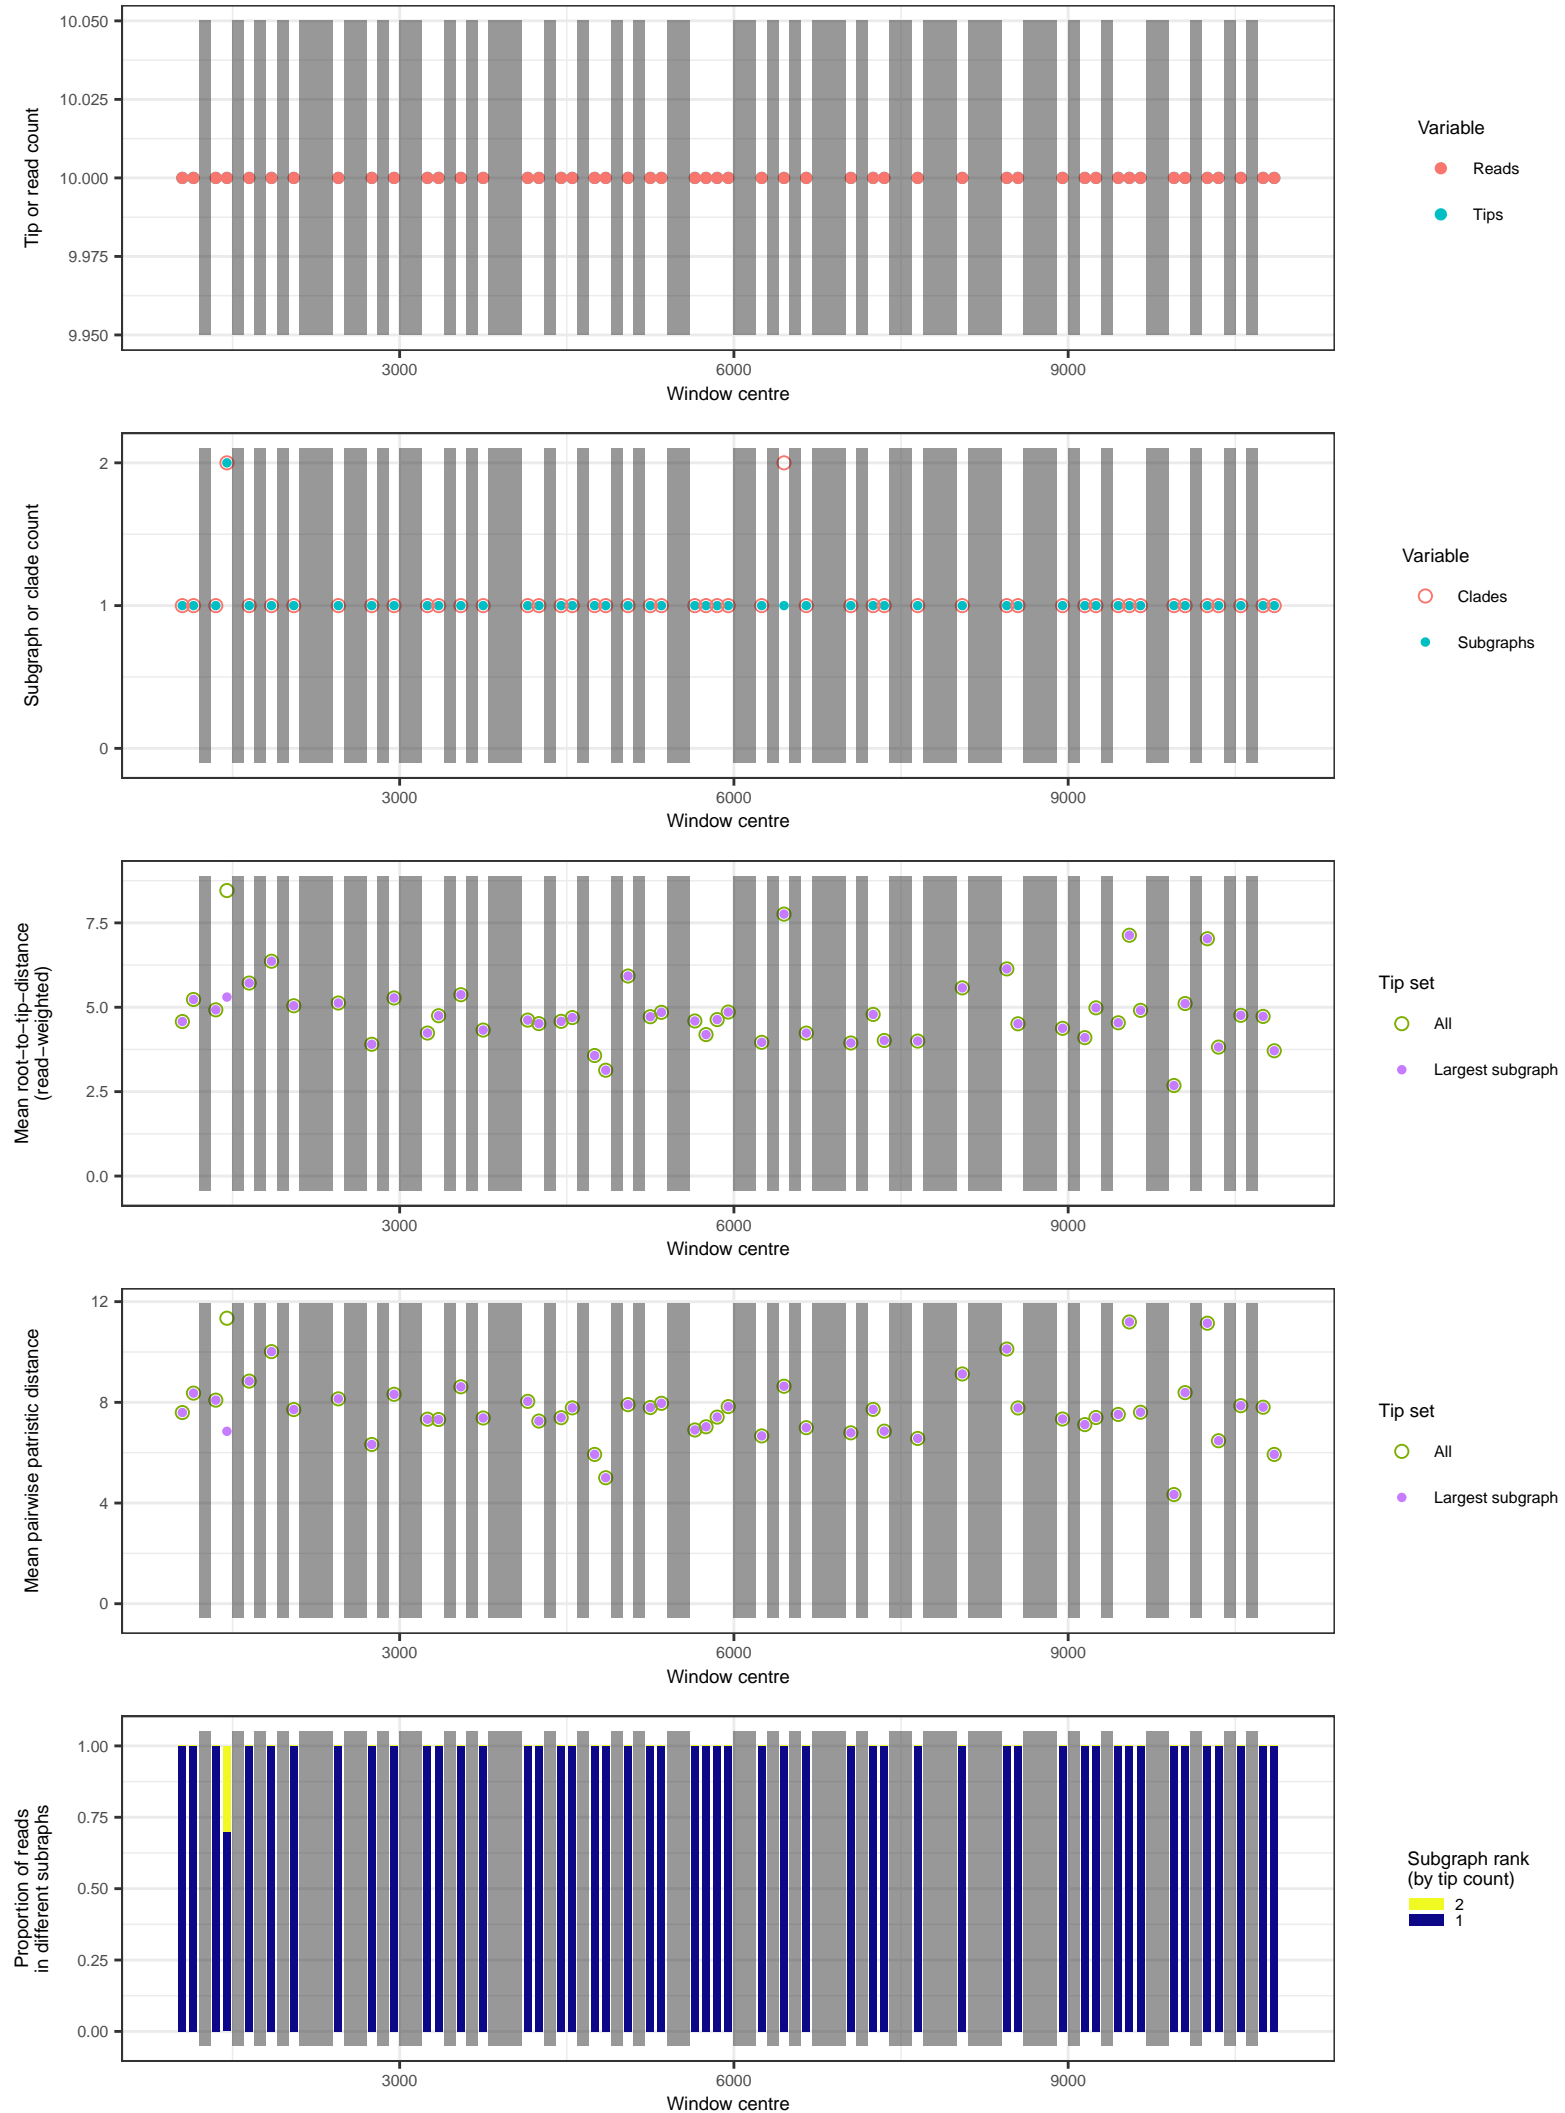 10.050
10.025
10.000
9.975
9.950
Tip or read count
3000
6000
9000
Window centre
Variable
Reads
Tips
2
1
0
Subgraph or clade count
3000
6000
9000
Window centre
Variable
Clades
Subgraphs
7.5
5.0
2.5
0.0
Mean root−to−tip−distance
(read−weighted)
3000
6000
9000
Window centre
Tip set
All
Largest subgraph
12
8
4
0
Mean pairwise patristic distance
3000
6000
9000
Window centre
Tip set
All
Largest subgraph
1.00
0.75
0.50
0.25
0.00
Proportion of reads
in different subraphs
3000
6000
9000
Window centre
Subgraph rank
(by tip count)
2
1